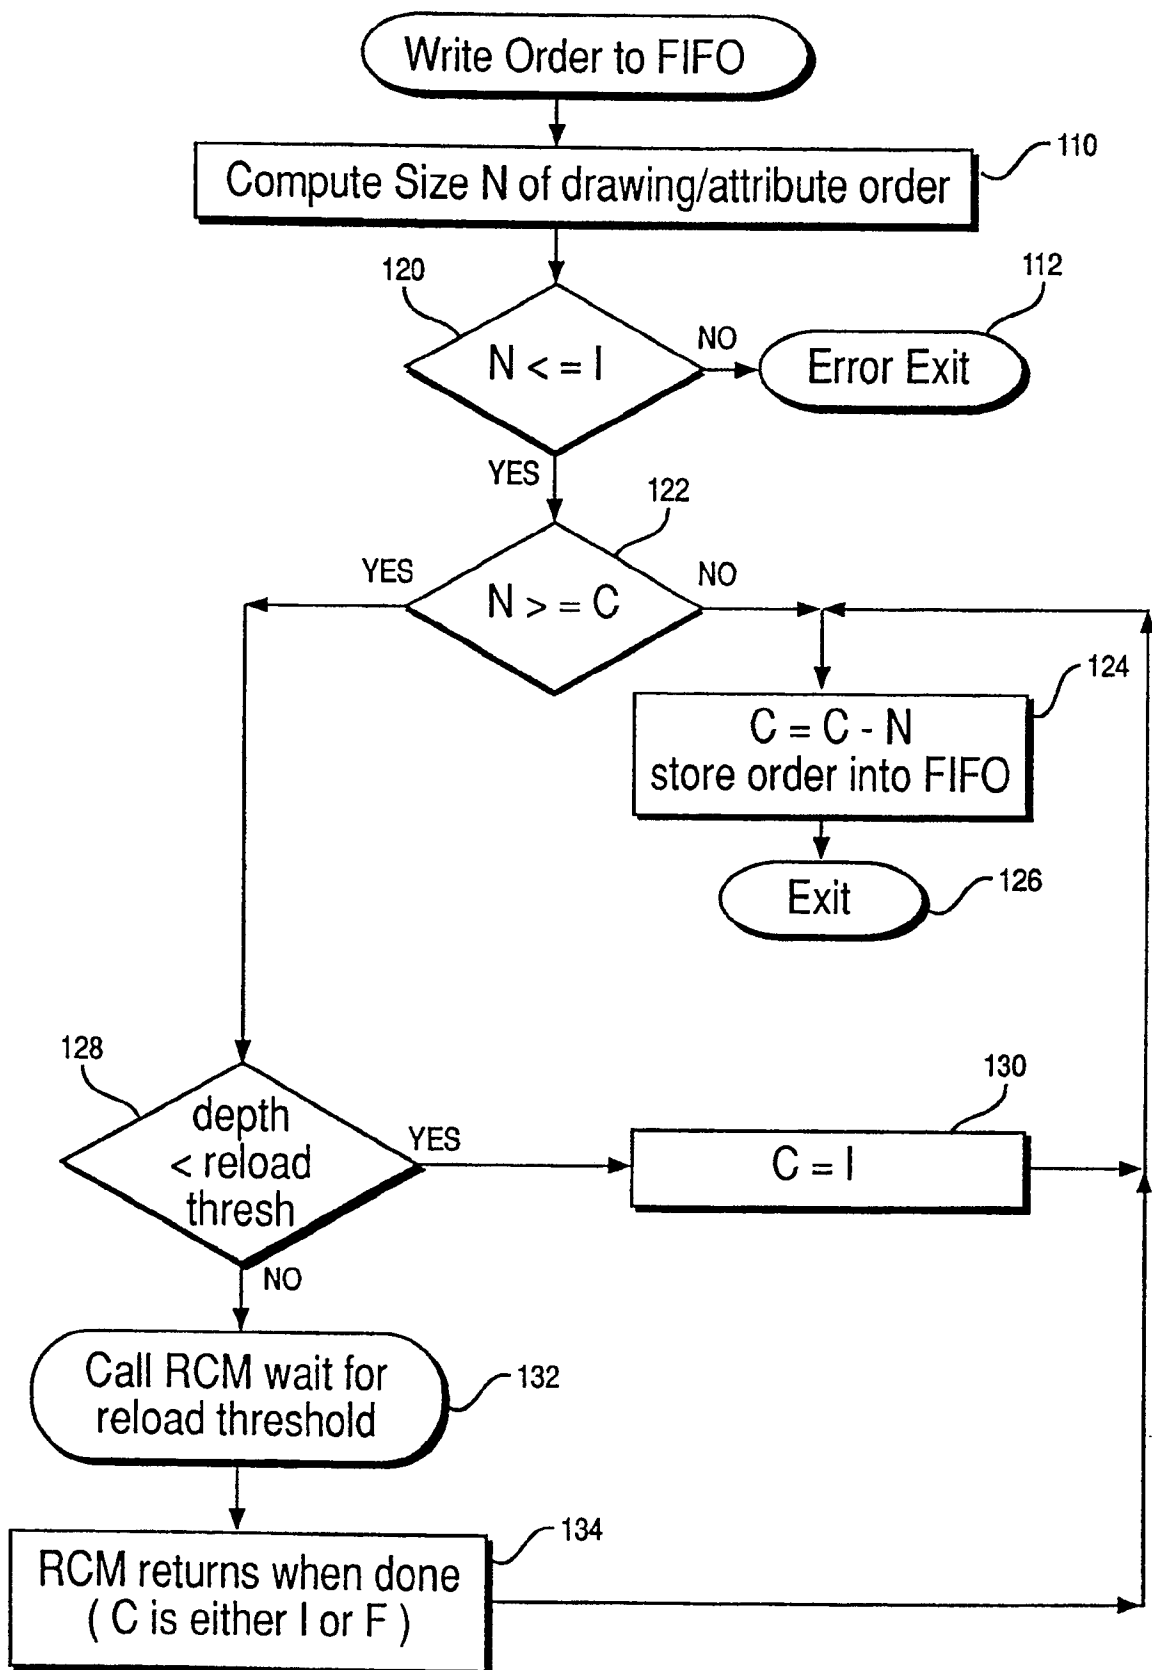 Write Order to FIFO
110
Compute Size N of drawing/attribute order
120
112
N < = I
NO
Error Exit
YES
122
YES
N > = C
NO
124
C = C - N
store order into FIFO
126
Exit
128
130
depth
< reload
thresh
YES
C = I
NO
Call RCM wait for
reload threshold
132
134
RCM returns when done
( C is either I or F )